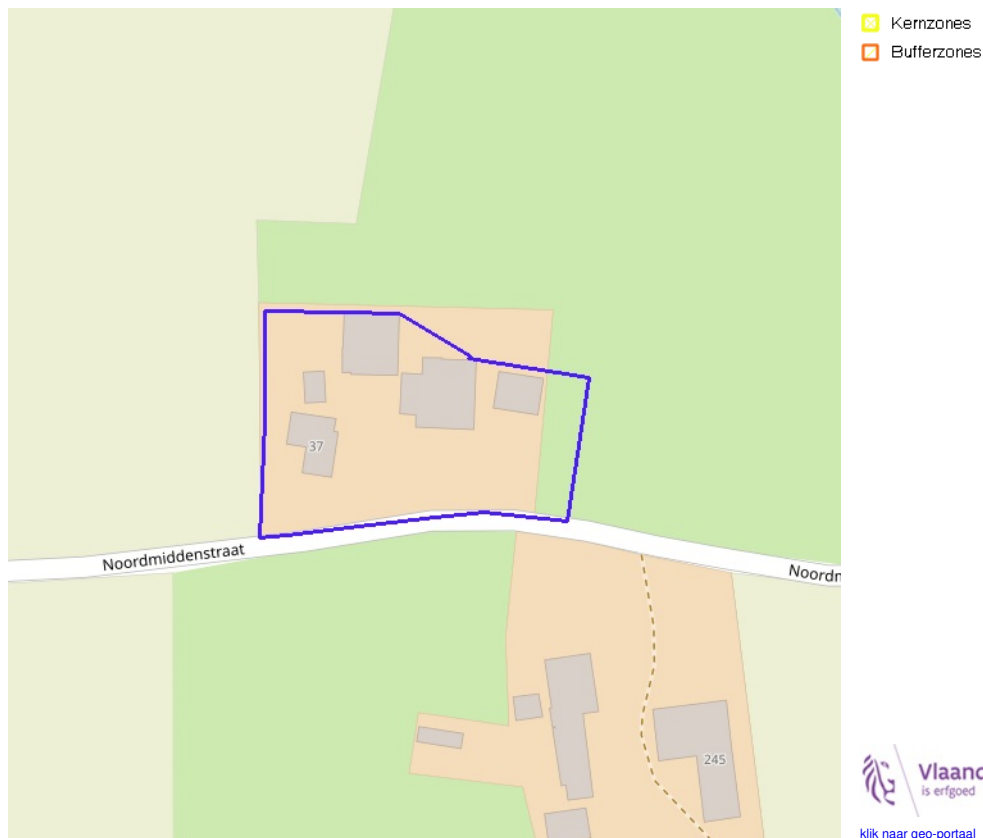 Kernzones
Bufferzones
37
Noordmiddenstraat
Noordm
245
Vlaand
is erfgoed
klik naar geo-portaal